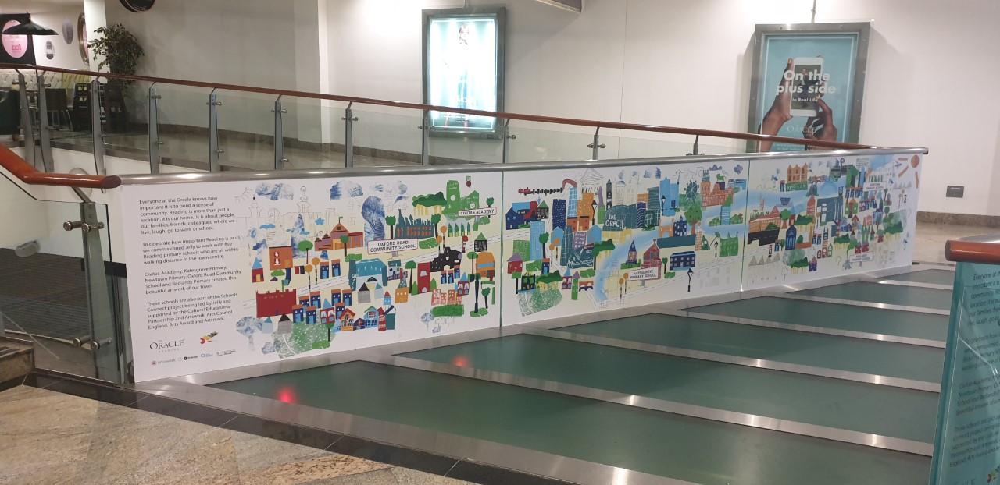 Everyone at the Oracle knows how
important it is to build a sense of
community. Reading is more than just a
location, it is our home. It is about people,
our families, friends, colleagues, where we
live, laugh, go to work or school.
To celebrate how important Reading is to us
we commissioned Jelly to work with five
Reading primary schools who are all within
walking distance of the town centre.
Civitas Academy, Katesgrove Primary,
Newtown Primary, Oxford Road Community
School and Redlands Primary created this
beautiful artwork of our town.
These schools are also part of the Schools
Connect project being led by Jelly and
supported by the Cultural Educational
Partnership and Artswork, Arts Council
England, Arts Award and Artsmark.
THE
ORACLE
READING
artswork
OXFORD ROAD
COMMUNITY SCHOOL
CIVITAS ACADEMY
THE
ORACLE
KATESGROVE
PRIMARY SCHOOL
On the
plus side
In Real Life
ORACLE